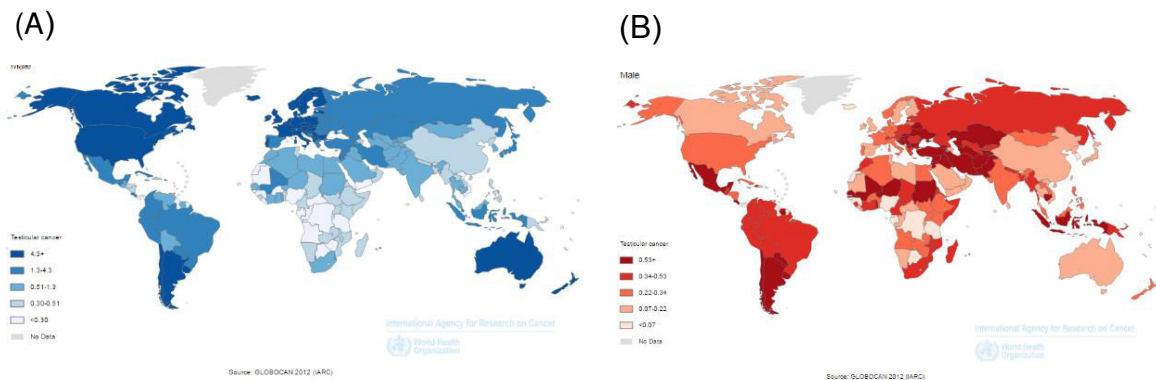 (A)
Testicular cancer
4.3+
1.3-4.3
0.51-1.3
0.30-0.51
<0.30
No Data
International Agency for Research on Cancer
World Health
Organization
Source: GLOBOCAN 2012 (IARC)
(B)
Male
Testicular cancer
0.53+
0.34-0.53
0.22-0.34
0.07-0.22
<0.07
No Data
International Agency for Research on Cancer
World Health
Organization
Source: GLOBOCAN 2012 (IARC)